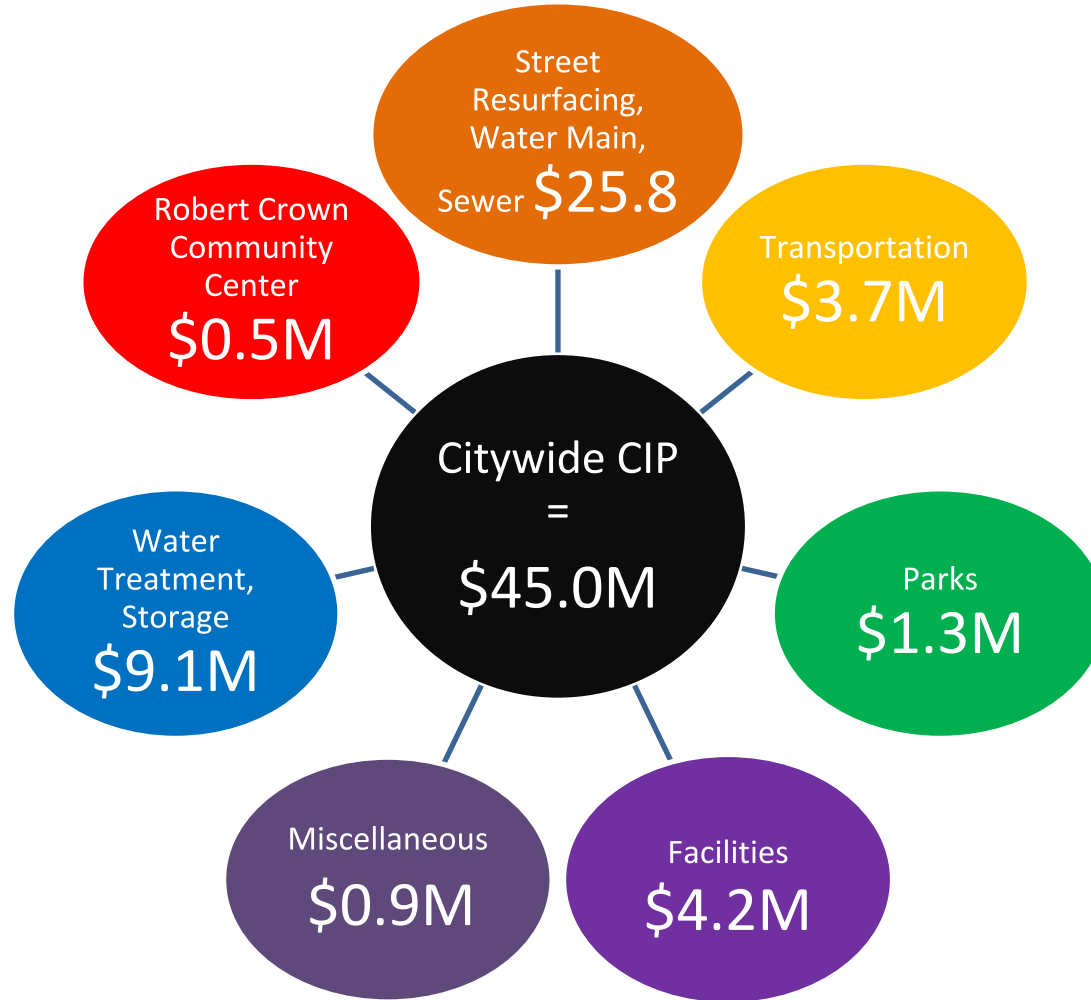 Street
Resurfacing,
Water Main,
Sewer $25.8
Robert Crown
Community
Center
$0.5M
Transportation
$3.7M
Citywide CIP
=
$45.0M
Water
Treatment,
Storage
$9.1M
Parks
$1.3M
Miscellaneous
$0.9M
Facilities
$4.2M